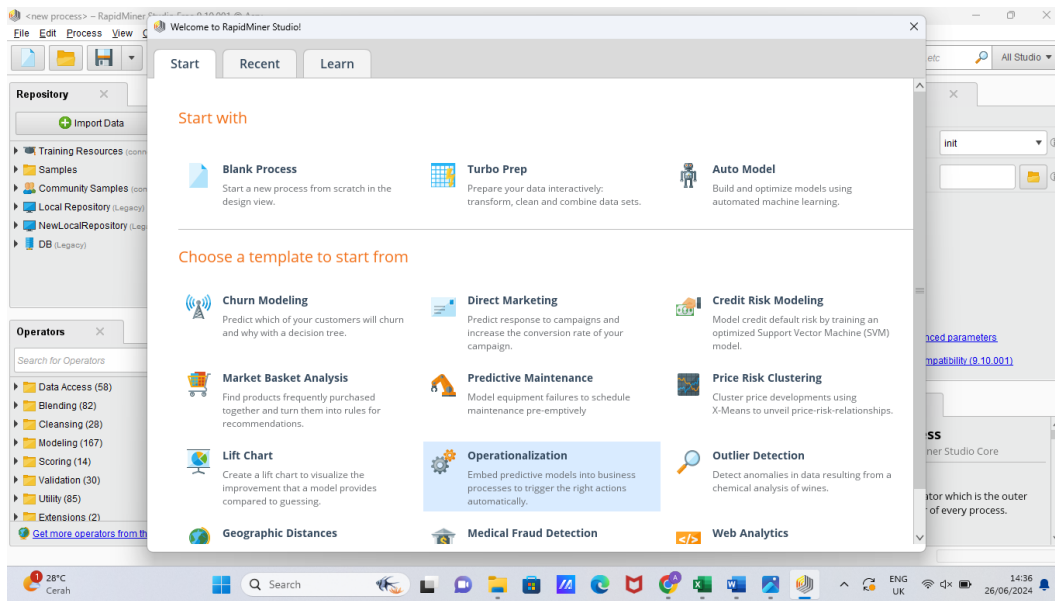 <new process> – RapidMiner Studio Free 9.10.001 @ A
File Edit Process View
Welcome to RapidMiner Studio!
Start Recent Learn
etc All Studio
Repository
Import Data
Training Resources (conn
Samples
Community Samples (con
Local Repository (Legacy)
NewLocalRepository (Leg
DB (Legacy)
Operators
Search for Operators
Data Access (58)
Blending (82)
Cleansing (28)
Modeling (167)
Scoring (14)
Validation (30)
Utility (85)
Extensions (2)
Get more operators from th
Start with
Blank Process
Start a new process from scratch in the
design view.
Turbo Prep
Prepare your data interactively:
transform, clean and combine data sets.
Auto Model
Build and optimize models using
automated machine learning.
Choose a template to start from
Churn Modeling
Predict which of your customers will churn
and why with a decision tree.
Direct Marketing
Predict response to campaigns and
increase the conversion rate of your
campaign.
Credit Risk Modeling
Model credit default risk by training an
optimized Support Vector Machine (SVM)
model.
Market Basket Analysis
Find products frequently purchased
together and turn them into rules for
recommendations.
Predictive Maintenance
Model equipment failures to schedule
maintenance pre-emptively
Price Risk Clustering
Cluster price developments using
X-Means to unveil price-risk-relationships.
Lift Chart
Create a lift chart to visualize the
improvement that a model provides
compared to guessing.
Operationalization
Embed predictive models into business
processes to trigger the right actions
automatically.
Outlier Detection
Detect anomalies in data resulting from a
chemical analysis of wines.
Geographic Distances
Medical Fraud Detection
Web Analytics
init
nced parameters
mpatibility (9.10.001)
ss
ner Studio Core
ator which is the outer
of every process.
1
28°C
Cerah
Search
ENG
UK
14:36
26/06/2024